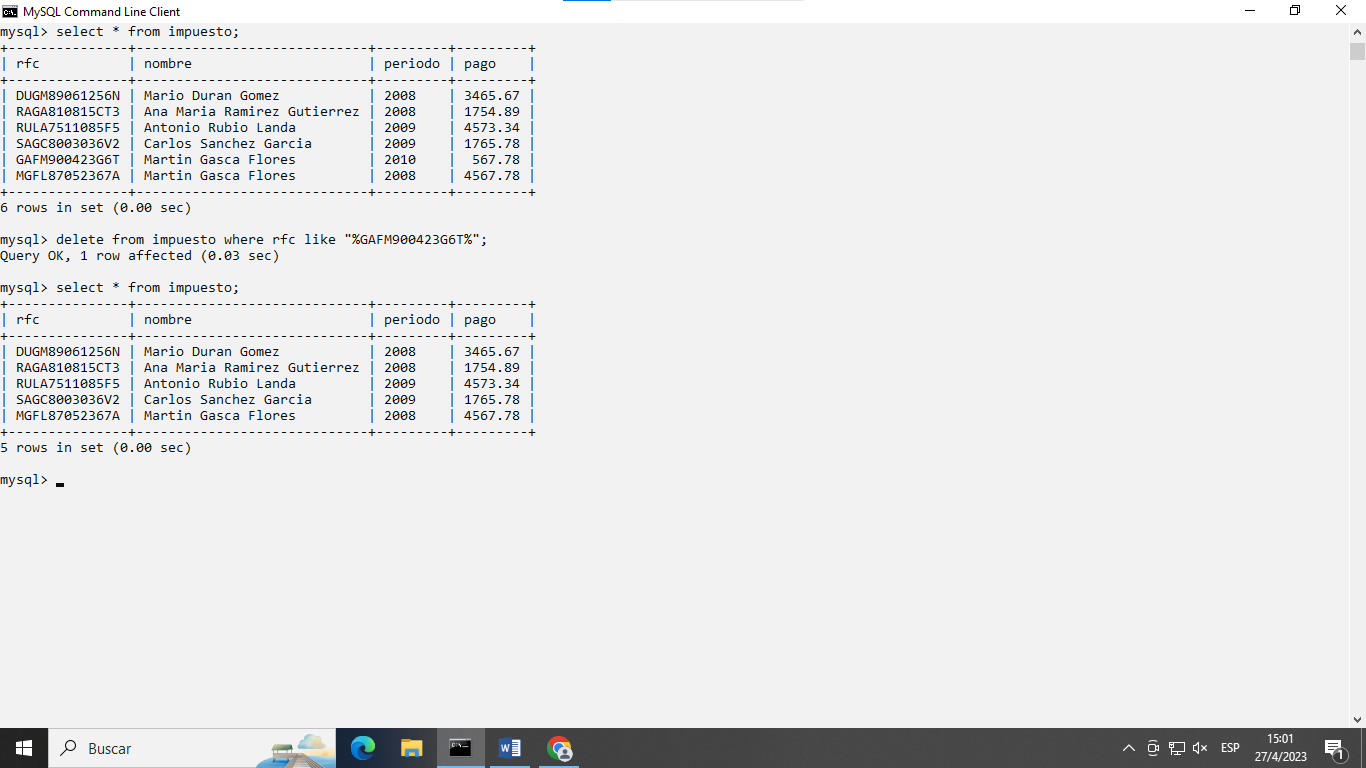 MySQL Command Line Client
mysql> select * from impuesto;
+---------------+-----------------------------+---------+---------+
| rfc           | nombre                      | periodo | pago    |
+---------------+-----------------------------+---------+---------+
| DUGM89061256N | Mario Duran Gomez           | 2008    | 3465.67 |
| RAGA810815CT3 | Ana Maria Ramirez Gutierrez | 2008    | 1754.89 |
| RULA7511085F5 | Antonio Rubio Landa         | 2009    | 4573.34 |
| SAGC8003036V2 | Carlos Sanchez Garcia       | 2009    | 1765.78 |
| GAFM900423G6T | Martin Gasca Flores         | 2010    |  567.78 |
| MGFL87052367A | Martin Gasca Flores         | 2008    | 4567.78 |
+---------------+-----------------------------+---------+---------+
6 rows in set (0.00 sec)
mysql> delete from impuesto where rfc like "%GAFM900423G6T%";
Query OK, 1 row affected (0.03 sec)
mysql> select * from impuesto;
+---------------+-----------------------------+---------+---------+
| rfc           | nombre                      | periodo | pago    |
+---------------+-----------------------------+---------+---------+
| DUGM89061256N | Mario Duran Gomez           | 2008    | 3465.67 |
| RAGA810815CT3 | Ana Maria Ramirez Gutierrez | 2008    | 1754.89 |
| RULA7511085F5 | Antonio Rubio Landa         | 2009    | 4573.34 |
| SAGC8003036V2 | Carlos Sanchez Garcia       | 2009    | 1765.78 |
| MGFL87052367A | Martin Gasca Flores         | 2008    | 4567.78 |
+---------------+-----------------------------+---------+---------+
5 rows in set (0.00 sec)
mysql>
Buscar
ESP
15:01
27/4/2023
1